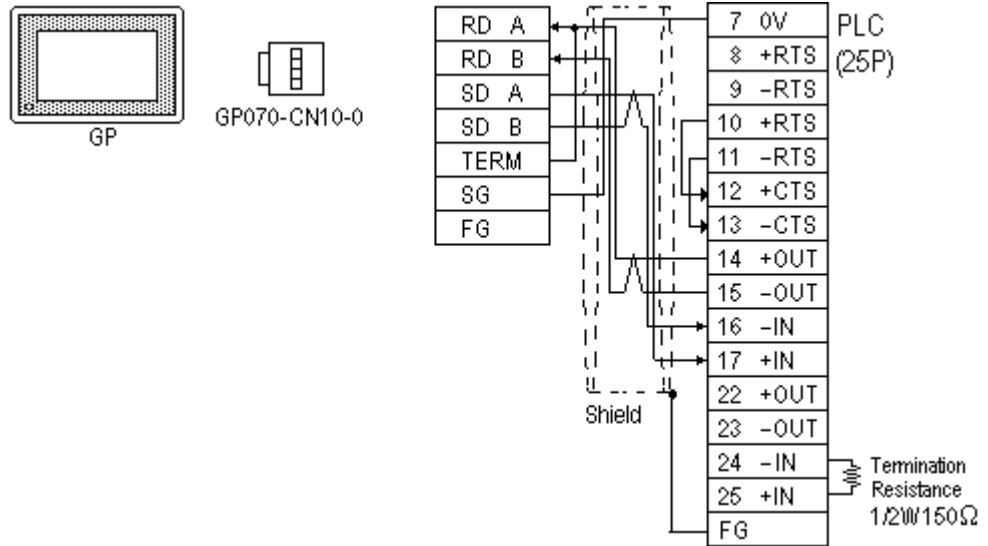 GP
GP070-CN10-0
RD A
RD B
SD A
SD B
TERM
SG
FG
Shield
7 0V
8 +RTS
9 -RTS
10 +RTS
11 -RTS
12 +CTS
13 -CTS
14 +OUT
15 -OUT
16 -IN
17 +IN
22 +OUT
23 -OUT
24 -IN
25 +IN
FG
PLC
(25P)
Termination
Resistance
1/2W150Ω